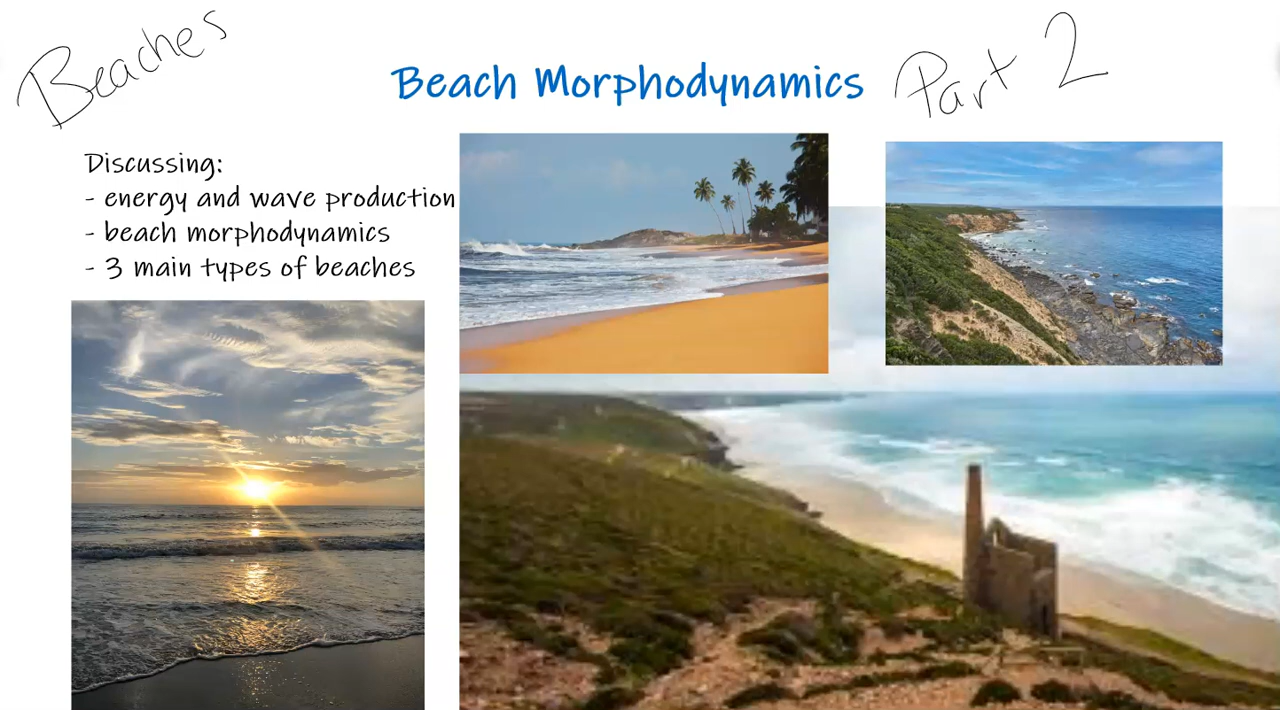 Beaches
Beach Morphodynamics
Part 2
Discussing:
- energy and wave production
- beach morphodynamics
- 3 main types of beaches